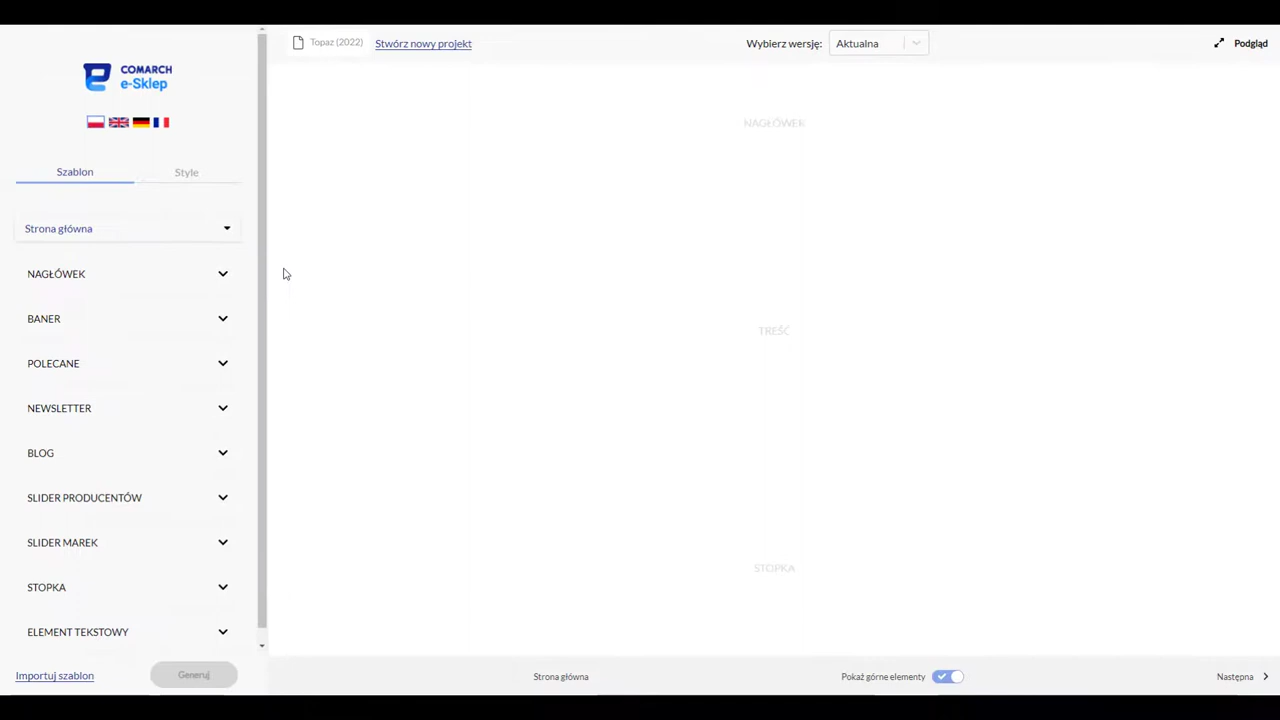 COMARCH
e-Sklep
Szablon
Style
Strona główna
NAGŁÓWEK
BANER
POLECANE
NEWSLETTER
BLOG
SLIDER PRODUCENTÓW
SLIDER MAREK
STOPKA
ELEMENT TEKSTOWY
Importuj szablon
Generuj
Topaz (2022)
Stwórz nowy projekt
Wybierz wersję:
Aktualna
Podgląd
NAGŁÓWEK
TREŚĆ
STOPKA
Strona główna
Pokaż górne elementy
Następna